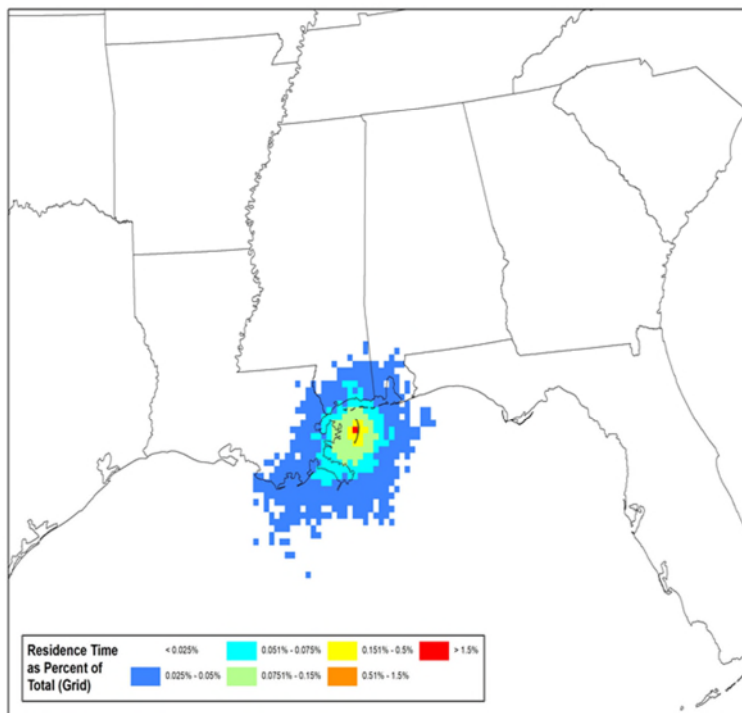 Residence Time
as Percent of
Total (Grid)
< 0.025%
0.051% - 0.075%
0.151% - 0.5%
> 1.5%
0.025% - 0.05%
0.0751% - 0.15%
0.51% - 1.5%